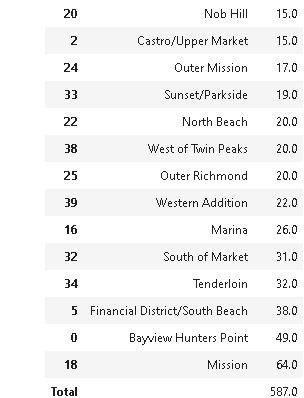 20 Nob Hill 15.0
2 Castro/Upper Market 15.0
24 Outer Mission 17.0
33 Sunset/Parkside 19.0
22 North Beach 20.0
38 West of Twin Peaks 20.0
25 Outer Richmond 20.0
39 Western Addition 22.0
16 Marina 26.0
32 South of Market 31.0
34 Tenderloin 32.0
5 Financial District/South Beach 38.0
0 Bayview Hunters Point 49.0
18 Mission 64.0
Total 587.0